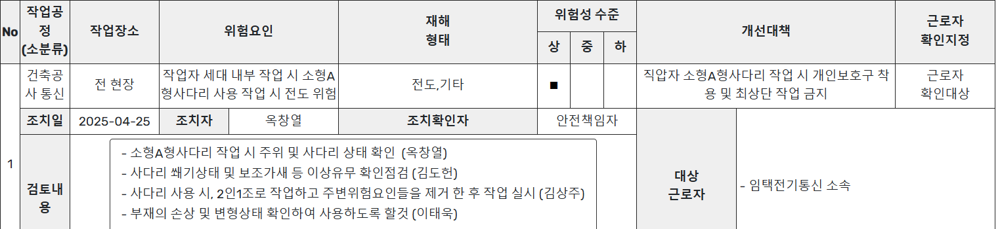 No
작업공
정
(소분류)
작업장소
위험요인
재해
형태
위험성 수준
상
중
하
개선대책
근로자
확인지정
1
건축공
사 통신
전 현장
작업자 세대 내부 작업 시 소형A
형사다리 사용 작업 시 전도 위험
전도,기타
■
직압자 소형A형사다리 작업 시 개인보호구 착
용 및 최상단 작업 금지
근로자
확인대상
조치일
2025-04-25
조치자
옥창열
조치확인자
안전책임자
검토내
용
- 소형A형사다리 작업 시 주위 및 사다리 상태 확인 (옥창열)
- 사다리 쐐기상태 및 보조가새 등 이상유무 확인점검 (김도헌)
- 사다리 사용 시, 2인1조로 작업하고 주변위험요인들을 제거 한 후 작업 실시 (김상주)
- 부재의 손상 및 변형상태 확인하여 사용하도록 할것 (이태욱)
대상
근로자
- 임택전기통신 소속